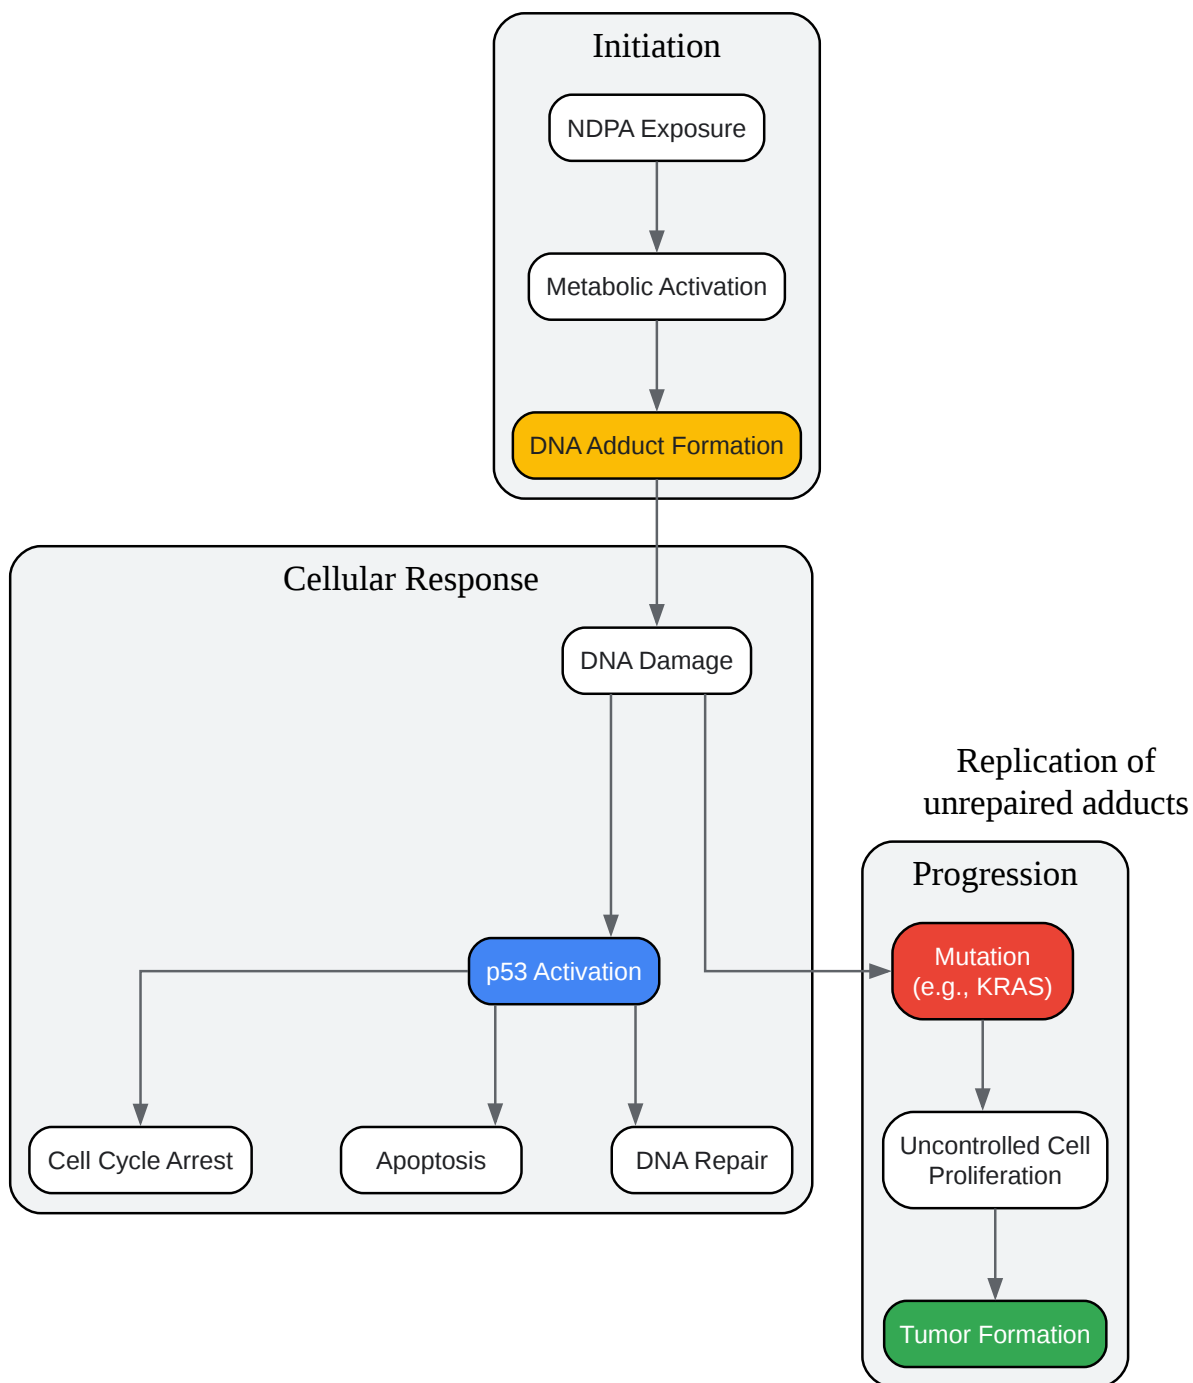 Initiation
NDPA Exposure
Metabolic Activation
DNA Adduct Formation
Cellular Response
DNA Damage
p53 Activation
Cell Cycle Arrest
Apoptosis
DNA Repair
Replication of
unrepaired adducts
Progression
Mutation
(e.g., KRAS)
Uncontrolled Cell
Proliferation
Tumor Formation